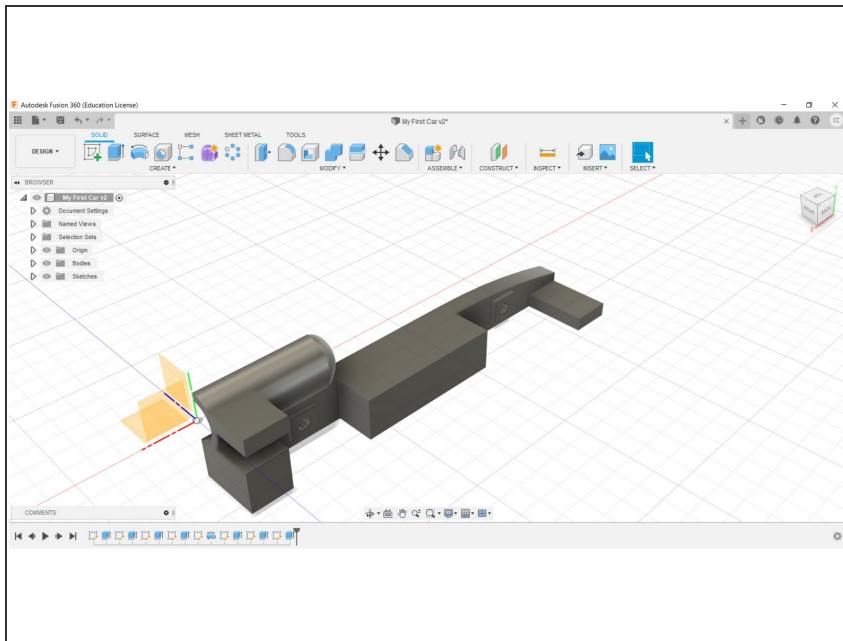 Autodesk Fusion 360 (Education License)
My First Car v2*
CC
SOLID SURFACE MESH SHEET METAL TOOLS
DESIGN
CREATE MODIFY ASSEMBLE CONSTRUCT INSPECT INSERT SELECT
BROWSER
My First Car v2
Document Settings
Named Views
Selection Sets
Origin
Bodies
Sketches
COMMENTS